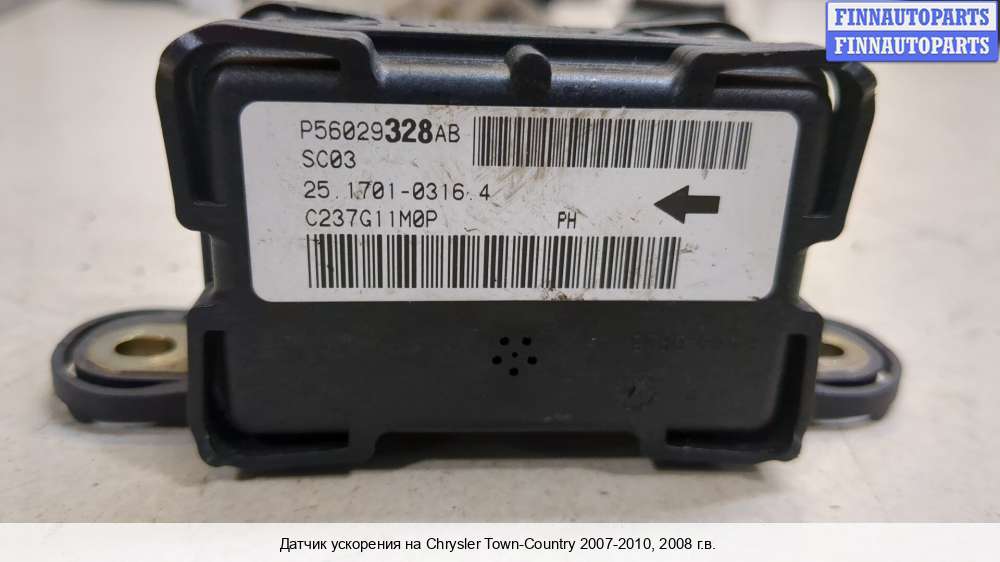 FINNAUTOPARTS
FINNAUTOPARTS
P56029328AB
SC03
25.1701-0316.4
C237G11M0P PH
Датчик ускорения на Chrysler Town-Country 2007-2010, 2008 г.в.